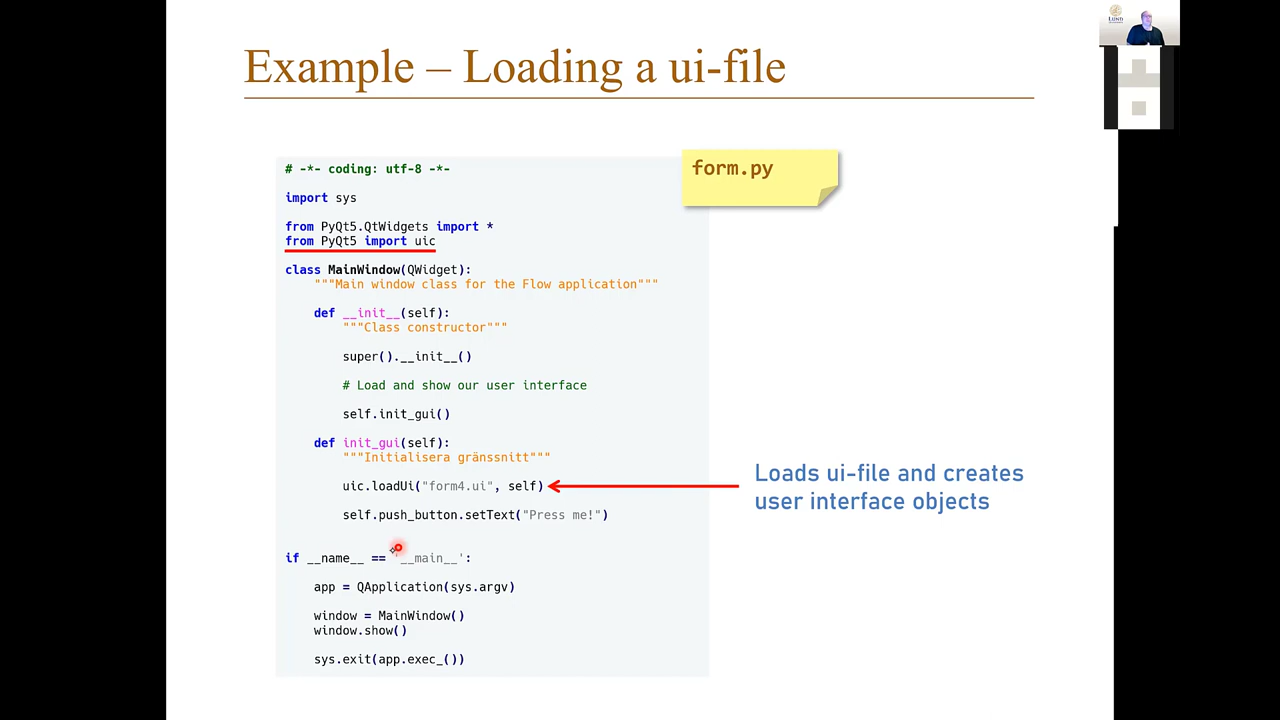 Example – Loading a ui-file
form.py
# -*- coding: utf-8 -*-
import sys
from PyQt5.QtWidgets import *
from PyQt5 import uic
class MainWindow(QWidget):
"""Main window class for the Flow application"""
def __init__(self):
"""Class constructor"""
super().__init__()
# Load and show our user interface
self.init_gui()
def init_gui(self):
"""Initialisera gränssnitt"""
uic.loadUi("form4.ui", self)
self.push_button.setText("Press me!")
Loads ui-file and creates
user interface objects
if __name__ == '__main__':
app = QApplication(sys.argv)
window = MainWindow()
window.show()
sys.exit(app.exec_())
LUND